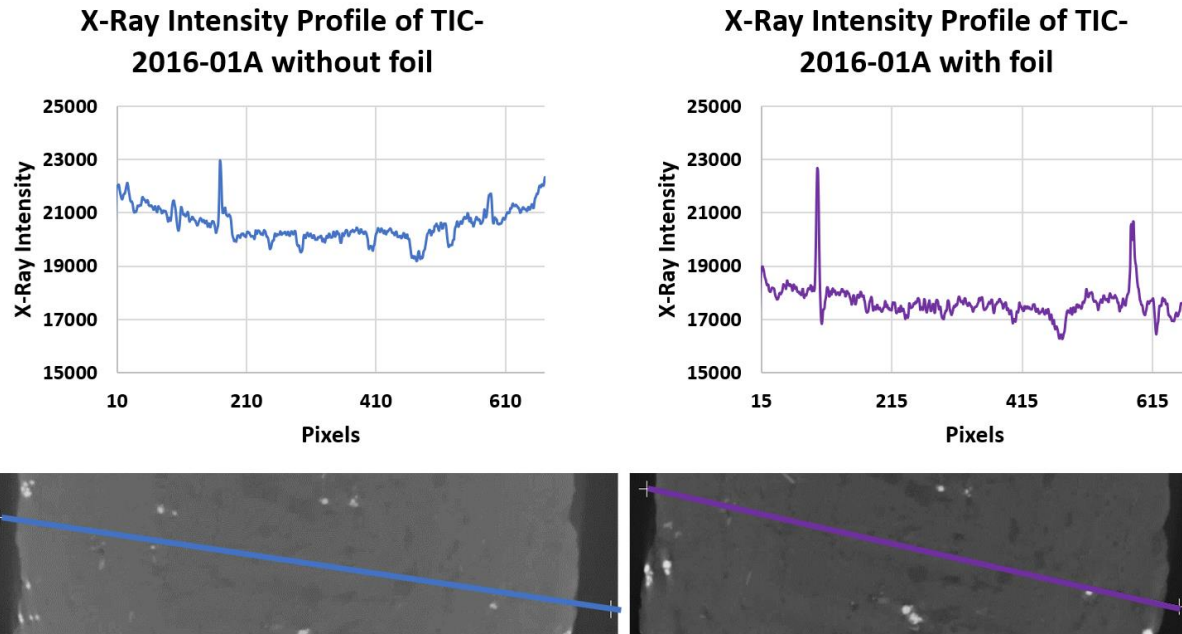 X-Ray Intensity Profile of TIC-
2016-01A without foil
25000
23000
21000
19000
17000
15000
X-Ray Intensity
10 210 410 610
Pixels
X-Ray Intensity Profile of TIC-
2016-01A with foil
25000
23000
21000
19000
17000
15000
X-Ray Intensity
15 215 415 615
Pixels